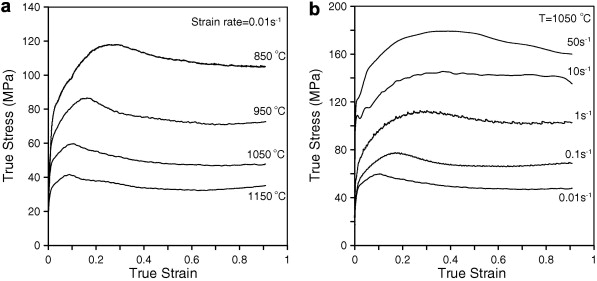 a
Strain rate=0.01s⁻¹
True Stress (MPa)
140
120
100
80
60
40
20
0
850 °C
950 °C
1050 °C
1150 °C
0
0.2
0.4
0.6
0.8
1
True Strain
b
T=1050 °C
True Stress (MPa)
200
160
120
100
60
20
50s⁻¹
10s⁻¹
1s⁻¹
0.1s⁻¹
0.01s⁻¹
0
0.2
0.4
0.6
0.8
1
True Strain